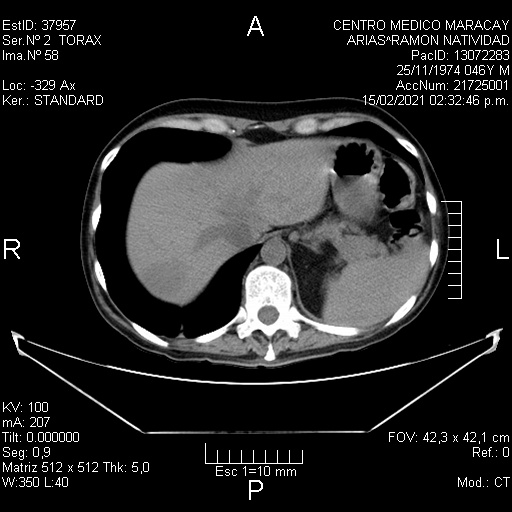 EstID: 37957
Ser.Nº 2 TORAX
Ima.Nº 58
Loc: -329 Ax
Ker.: STANDARD
A
CENTRO MEDICO MARACAY
ARIAS^RAMON NATIVIDAD
PacID: 13072283
25/11/1974 046Y M
AccNum: 21725001
15/02/2021 02:32:46 p.m.
R
L
KV: 100
mA: 207
Tilt: 0.000000
Seg: 0,9
Matriz 512 x 512 Thk: 5,0
W:350 L:40
Esc 1=10 mm
P
FOV: 42,3 x 42,1 cm
Ref.: 0
Mod.: CT